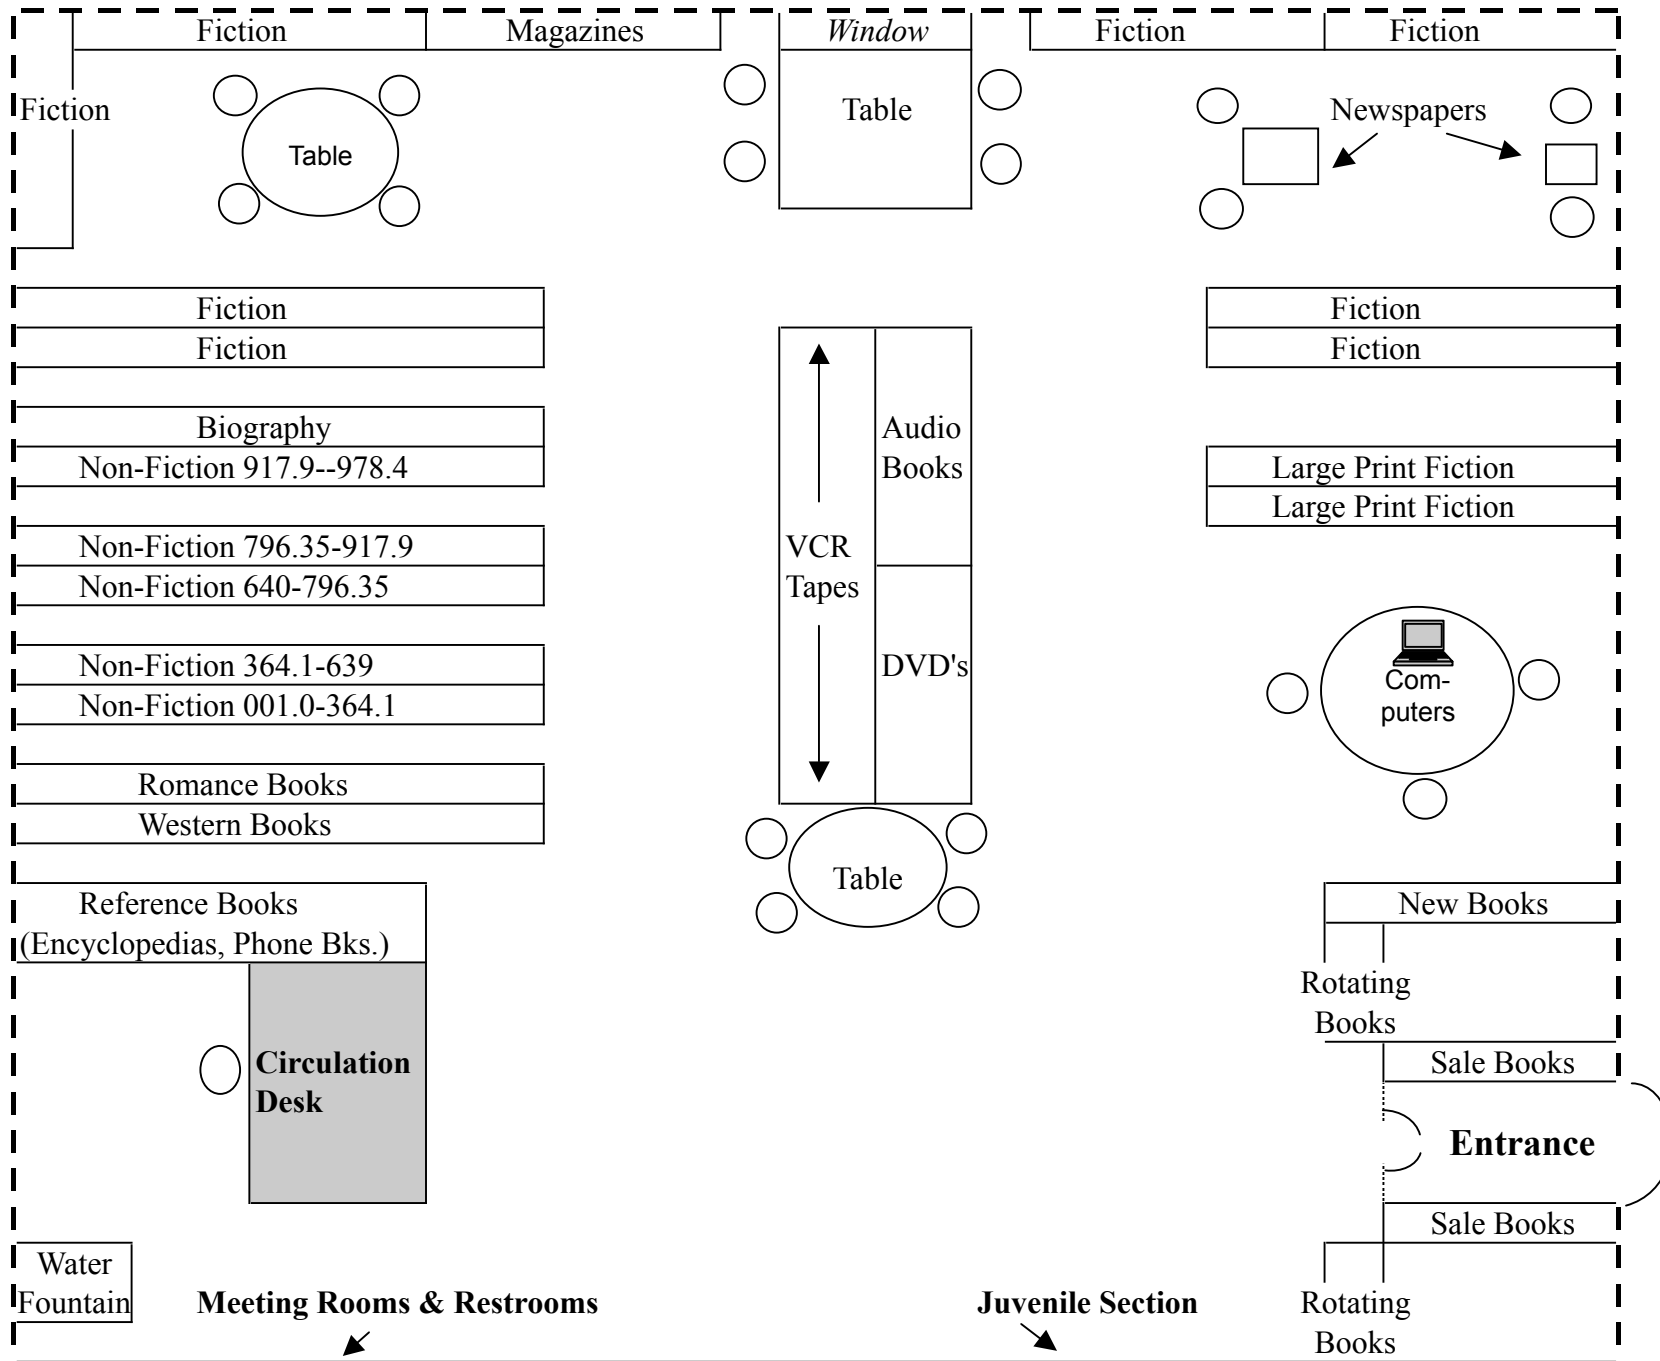 Fiction
Magazines
Window
Fiction
Fiction
Fiction
Table
Table
Newspapers
Fiction
Fiction
Fiction
Fiction
Biography
Non-Fiction 917.9--978.4
Audio
Books
Large Print Fiction
Large Print Fiction
Non-Fiction 796.35-917.9
Non-Fiction 640-796.35
VCR
Tapes
Non-Fiction 364.1-639
Non-Fiction 001.0-364.1
DVD's
Com-
puters
Romance Books
Western Books
Table
Reference Books
(Encyclopedias, Phone Bks.)
New Books
Rotating
Books
Circulation
Desk
Sale Books
Entrance
Sale Books
Water
Fountain
Meeting Rooms & Restrooms
Juvenile Section
Rotating
Books